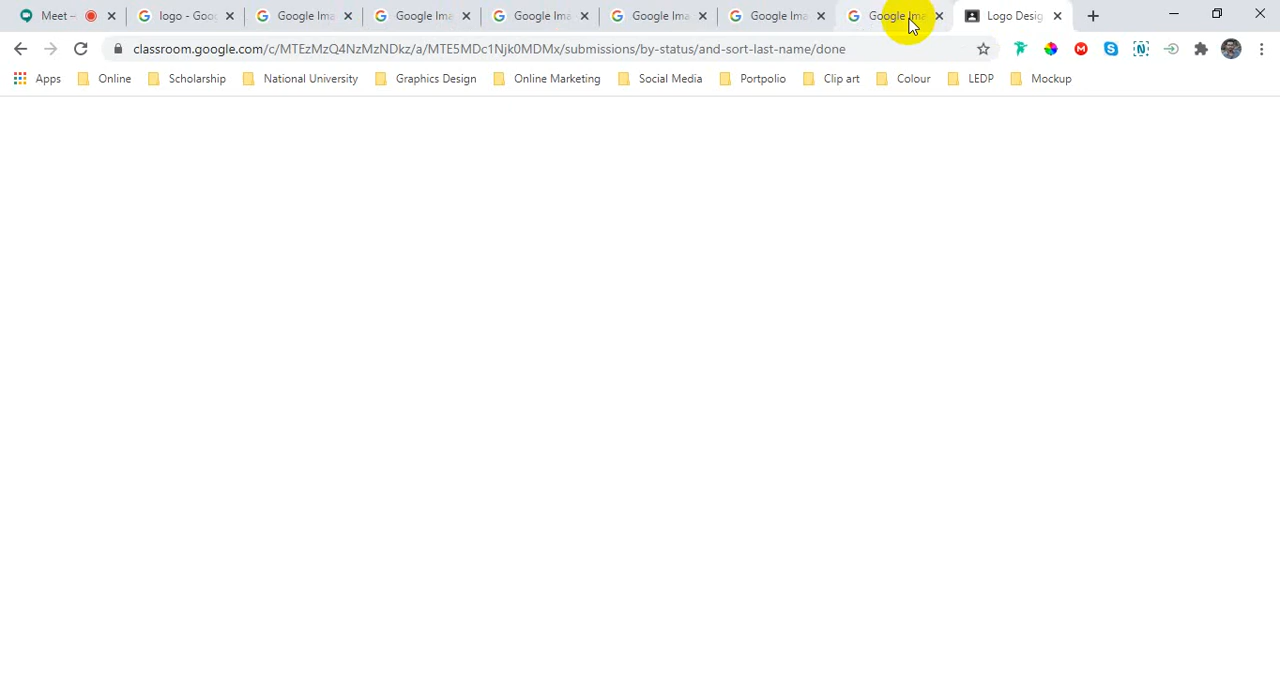 Meet – logo - Goo Google Ima Google Ima Google Ima Google Ima Google Ima Google Ima Logo Desig
classroom.google.com/c/MTEzMzQ4NzMzNDkz/a/MTE5MDc1Njk0MDMx/submissions/by-status/and-sort-last-name/done
Apps Online Scholarship National University Graphics Design Online Marketing Social Media Portpolio Clip art Colour LEDP Mockup